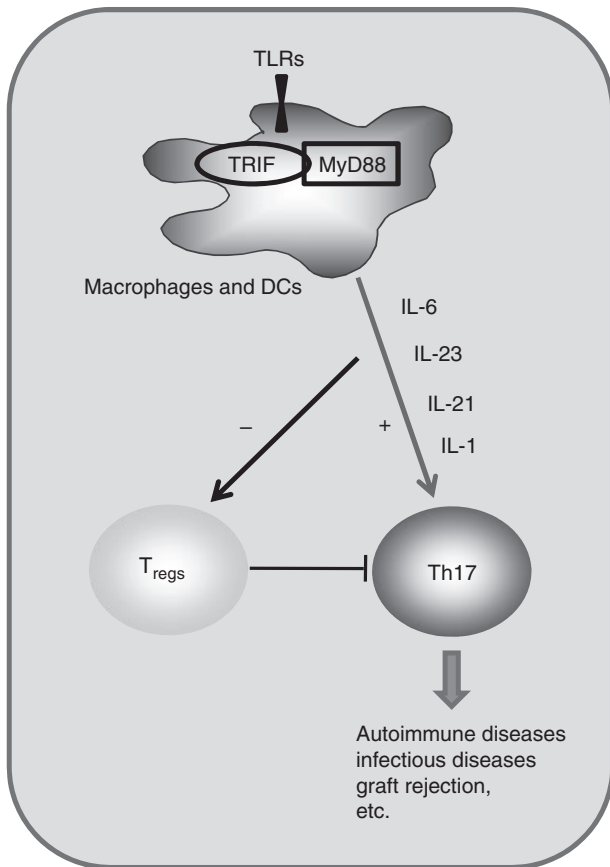 TLRs
TRIF
MyD88
Macrophages and DCs
IL-6
IL-23
IL-21
IL-1
–
+
Tregs
Th17
Autoimmune diseases
infectious diseases
graft rejection,
etc.